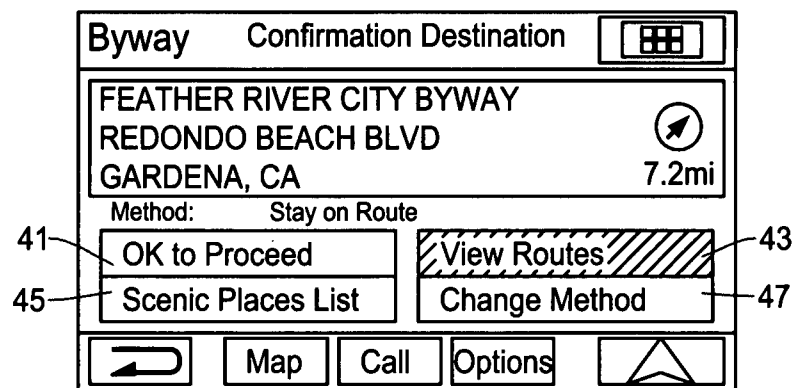 Byway Confirmation Destination
FEATHER RIVER CITY BYWAY
REDONDO BEACH BLVD
GARDENA, CA 7.2mi
Method: Stay on Route
41 OK to Proceed View Routes 43
45 Scenic Places List Change Method 47
Map Call Options